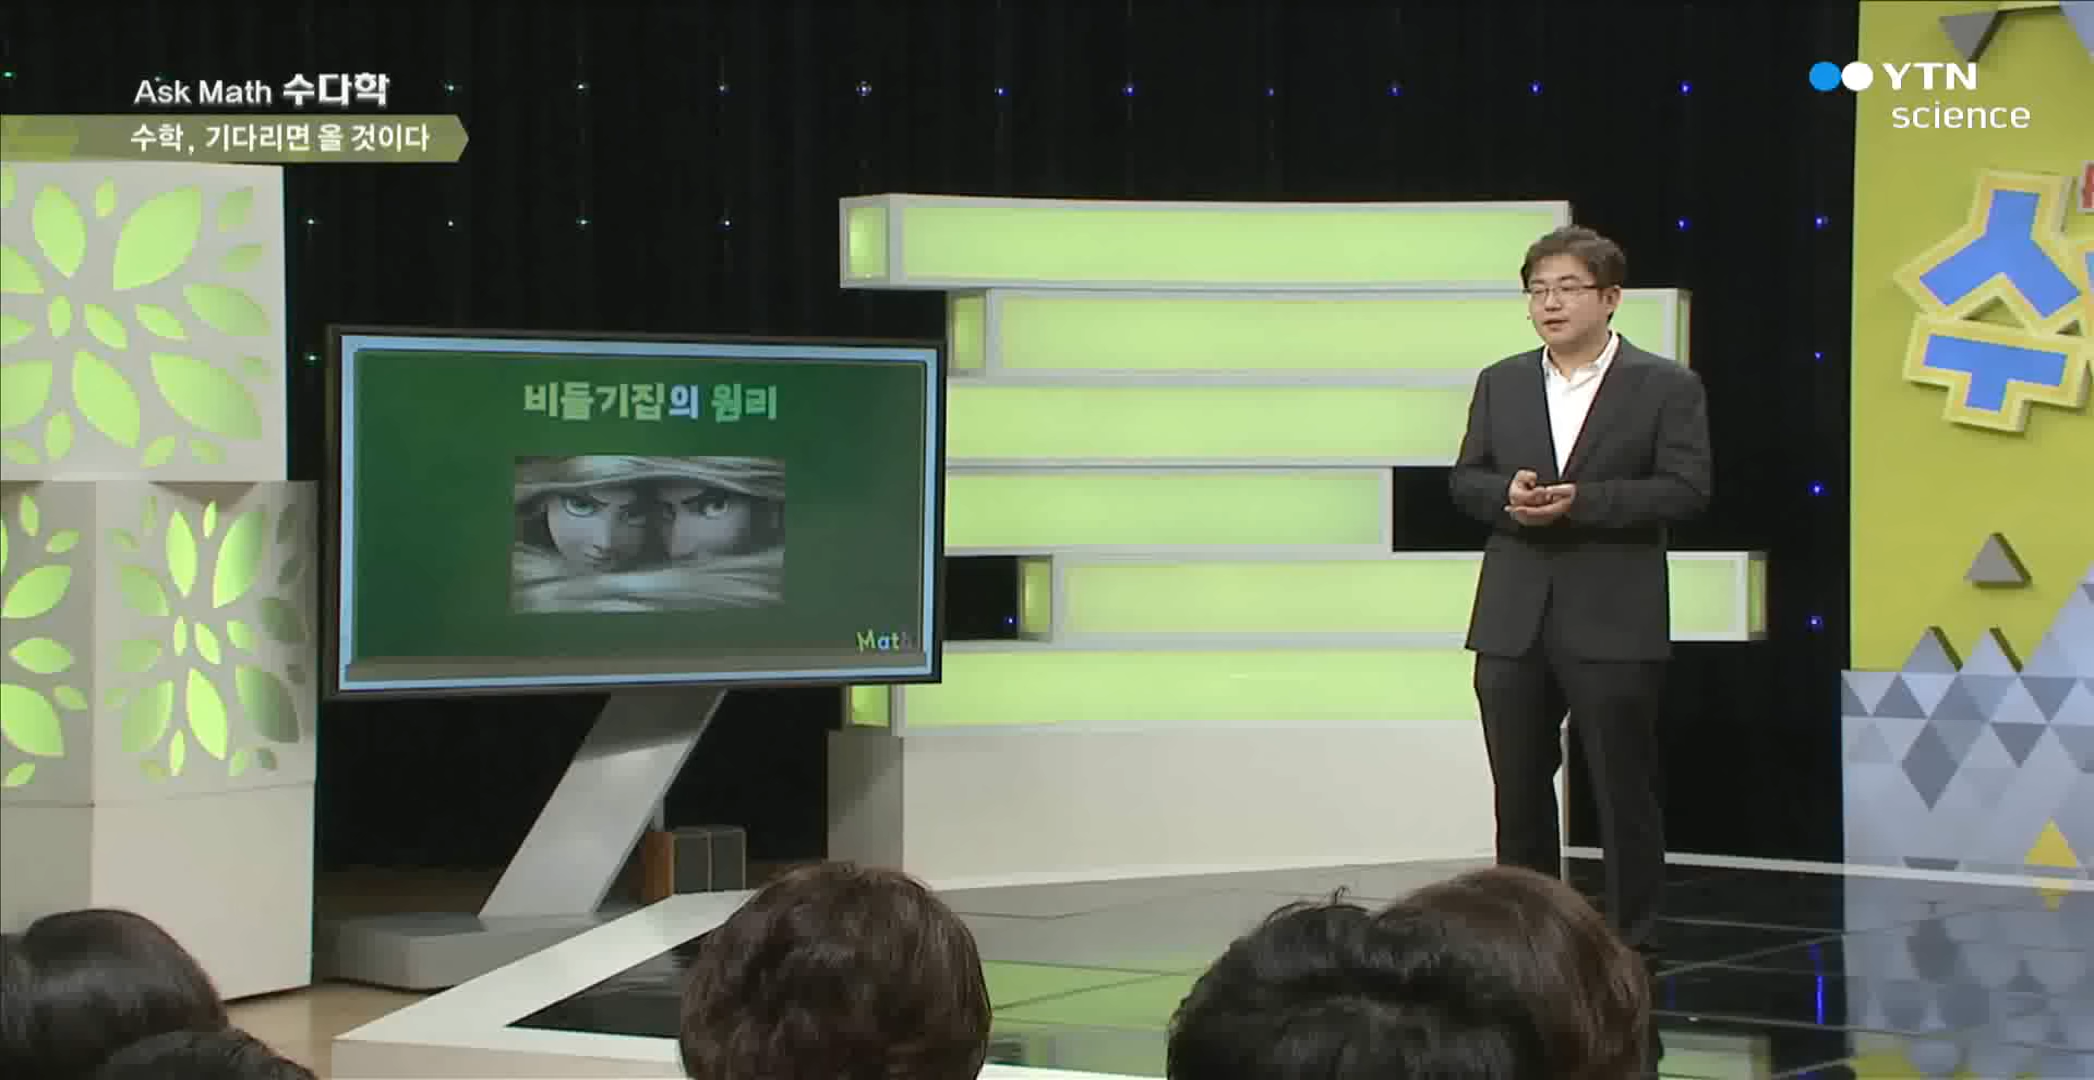 Ask Math 수다학
수학, 기다리면 올 것이다
YTN
science
비둘기집의 원리
Math
수